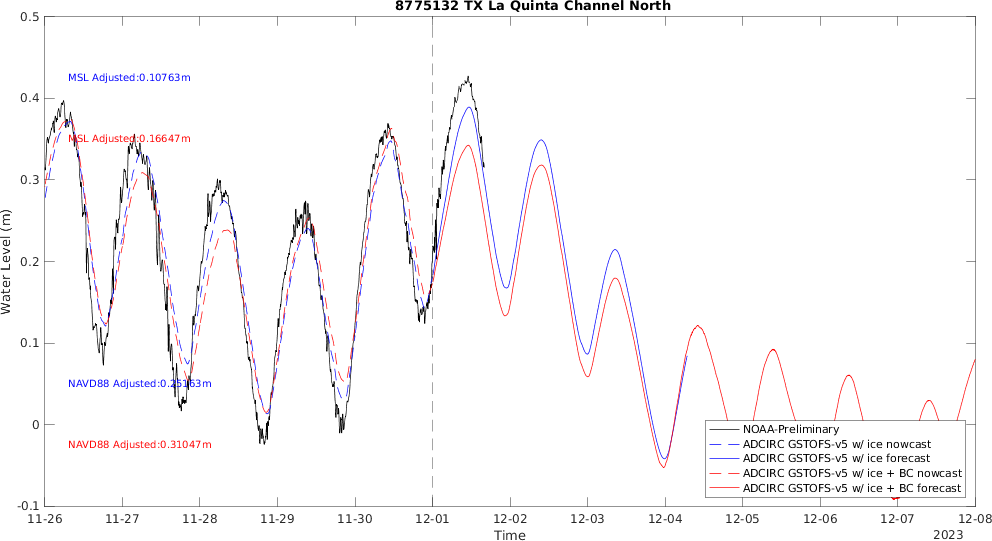 8775132 TX La Quinta Channel North
0.5
0.4
0.3
0.2
0.1
0
-0.1
Water Level (m)
MSL Adjusted:0.10763m
MSL Adjusted:0.16647m
NAVD88 Adjusted:0.25163m
NAVD88 Adjusted:0.31047m
NOAA-Preliminary
ADCIRC GSTOFS-v5 w/ ice nowcast
ADCIRC GSTOFS-v5 w/ ice forecast
ADCIRC GSTOFS-v5 w/ ice + BC nowcast
ADCIRC GSTOFS-v5 w/ ice + BC forecast
11-26 11-27 11-28 11-29 11-30 12-01 12-02 12-03 12-04 12-05 12-06 12-07 12-08
Time
2023